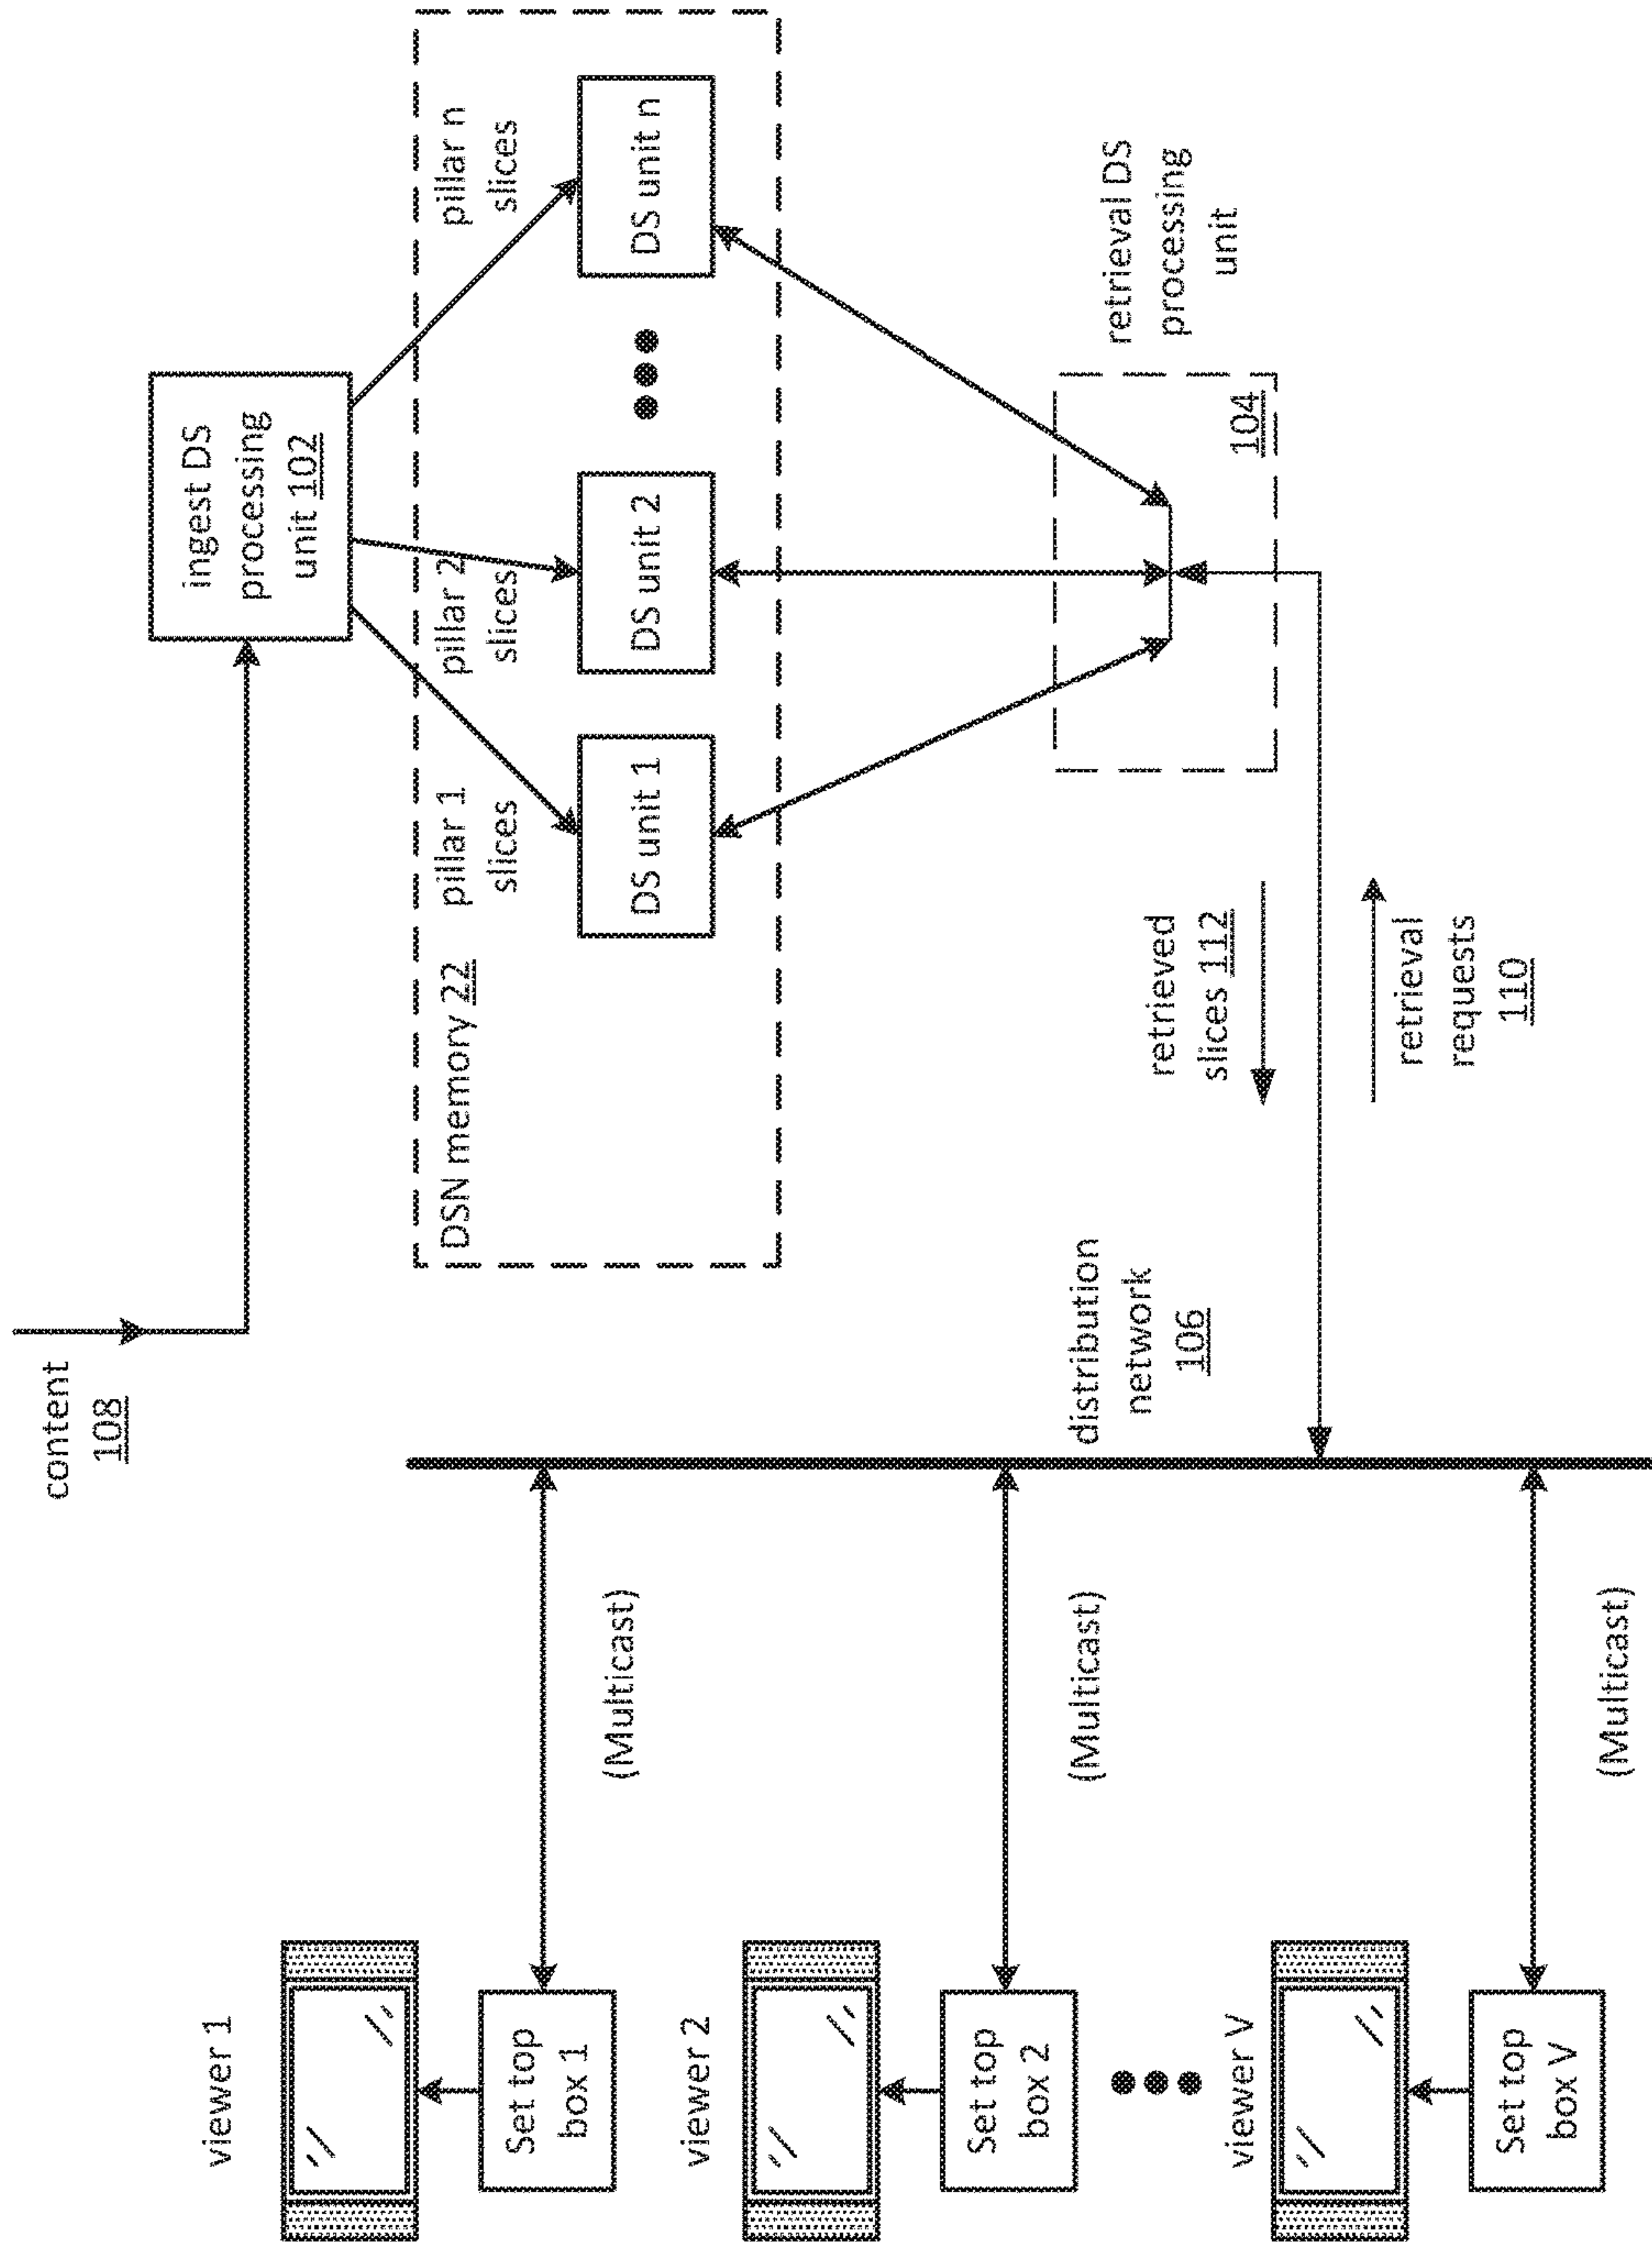 content
108
ingest DS
processing
unit 102
DSN memory 22
pillar 1
slices
pillar 2
slices
pillar n
slices
DS unit 1
DS unit 2
DS unit n
retrieval DS
processing
unit
104
retrieved
slices 112
retrieval
requests
110
distribution
network
106
viewer 1
Set top
box 1
(Multicast)
viewer 2
Set top
box 2
(Multicast)
viewer V
Set top
box V
(Multicast)